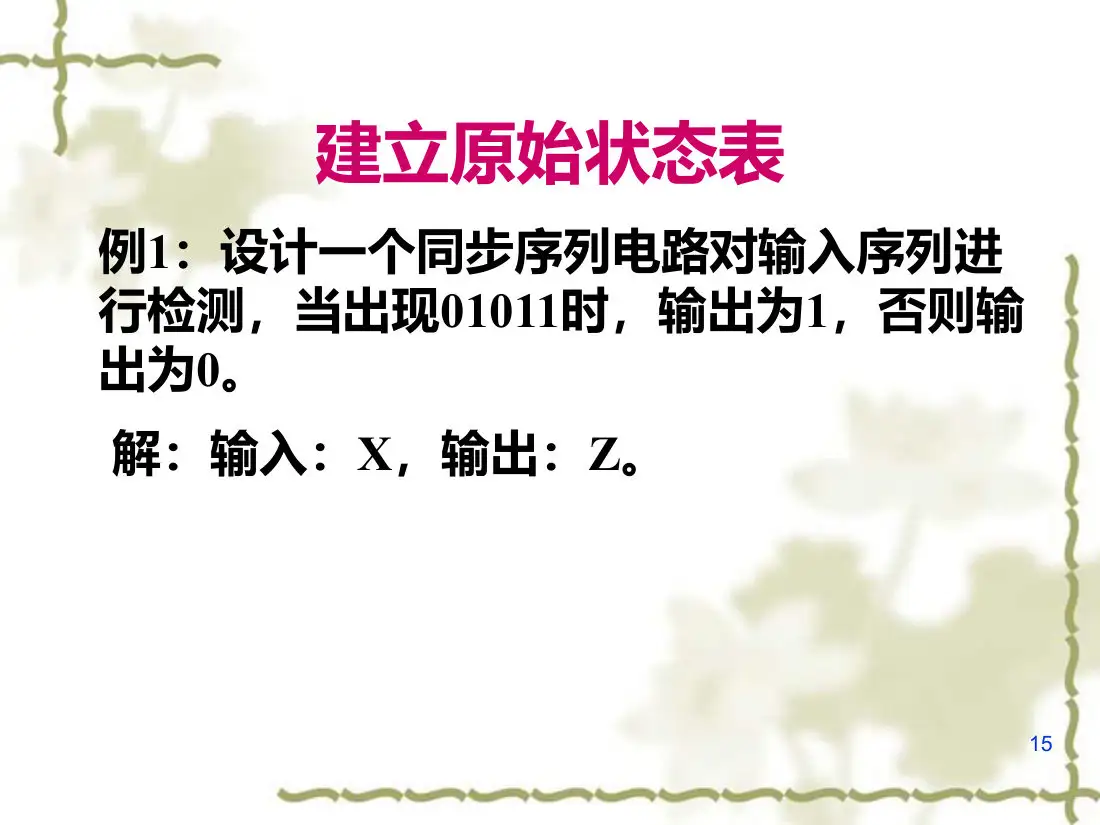 建立原始状态表
例1：设计一个同步序列电路对输入序列进
行检测，当出现01011时，输出为1，否则输
出为0。
解：输入：X，输出：Z。
15